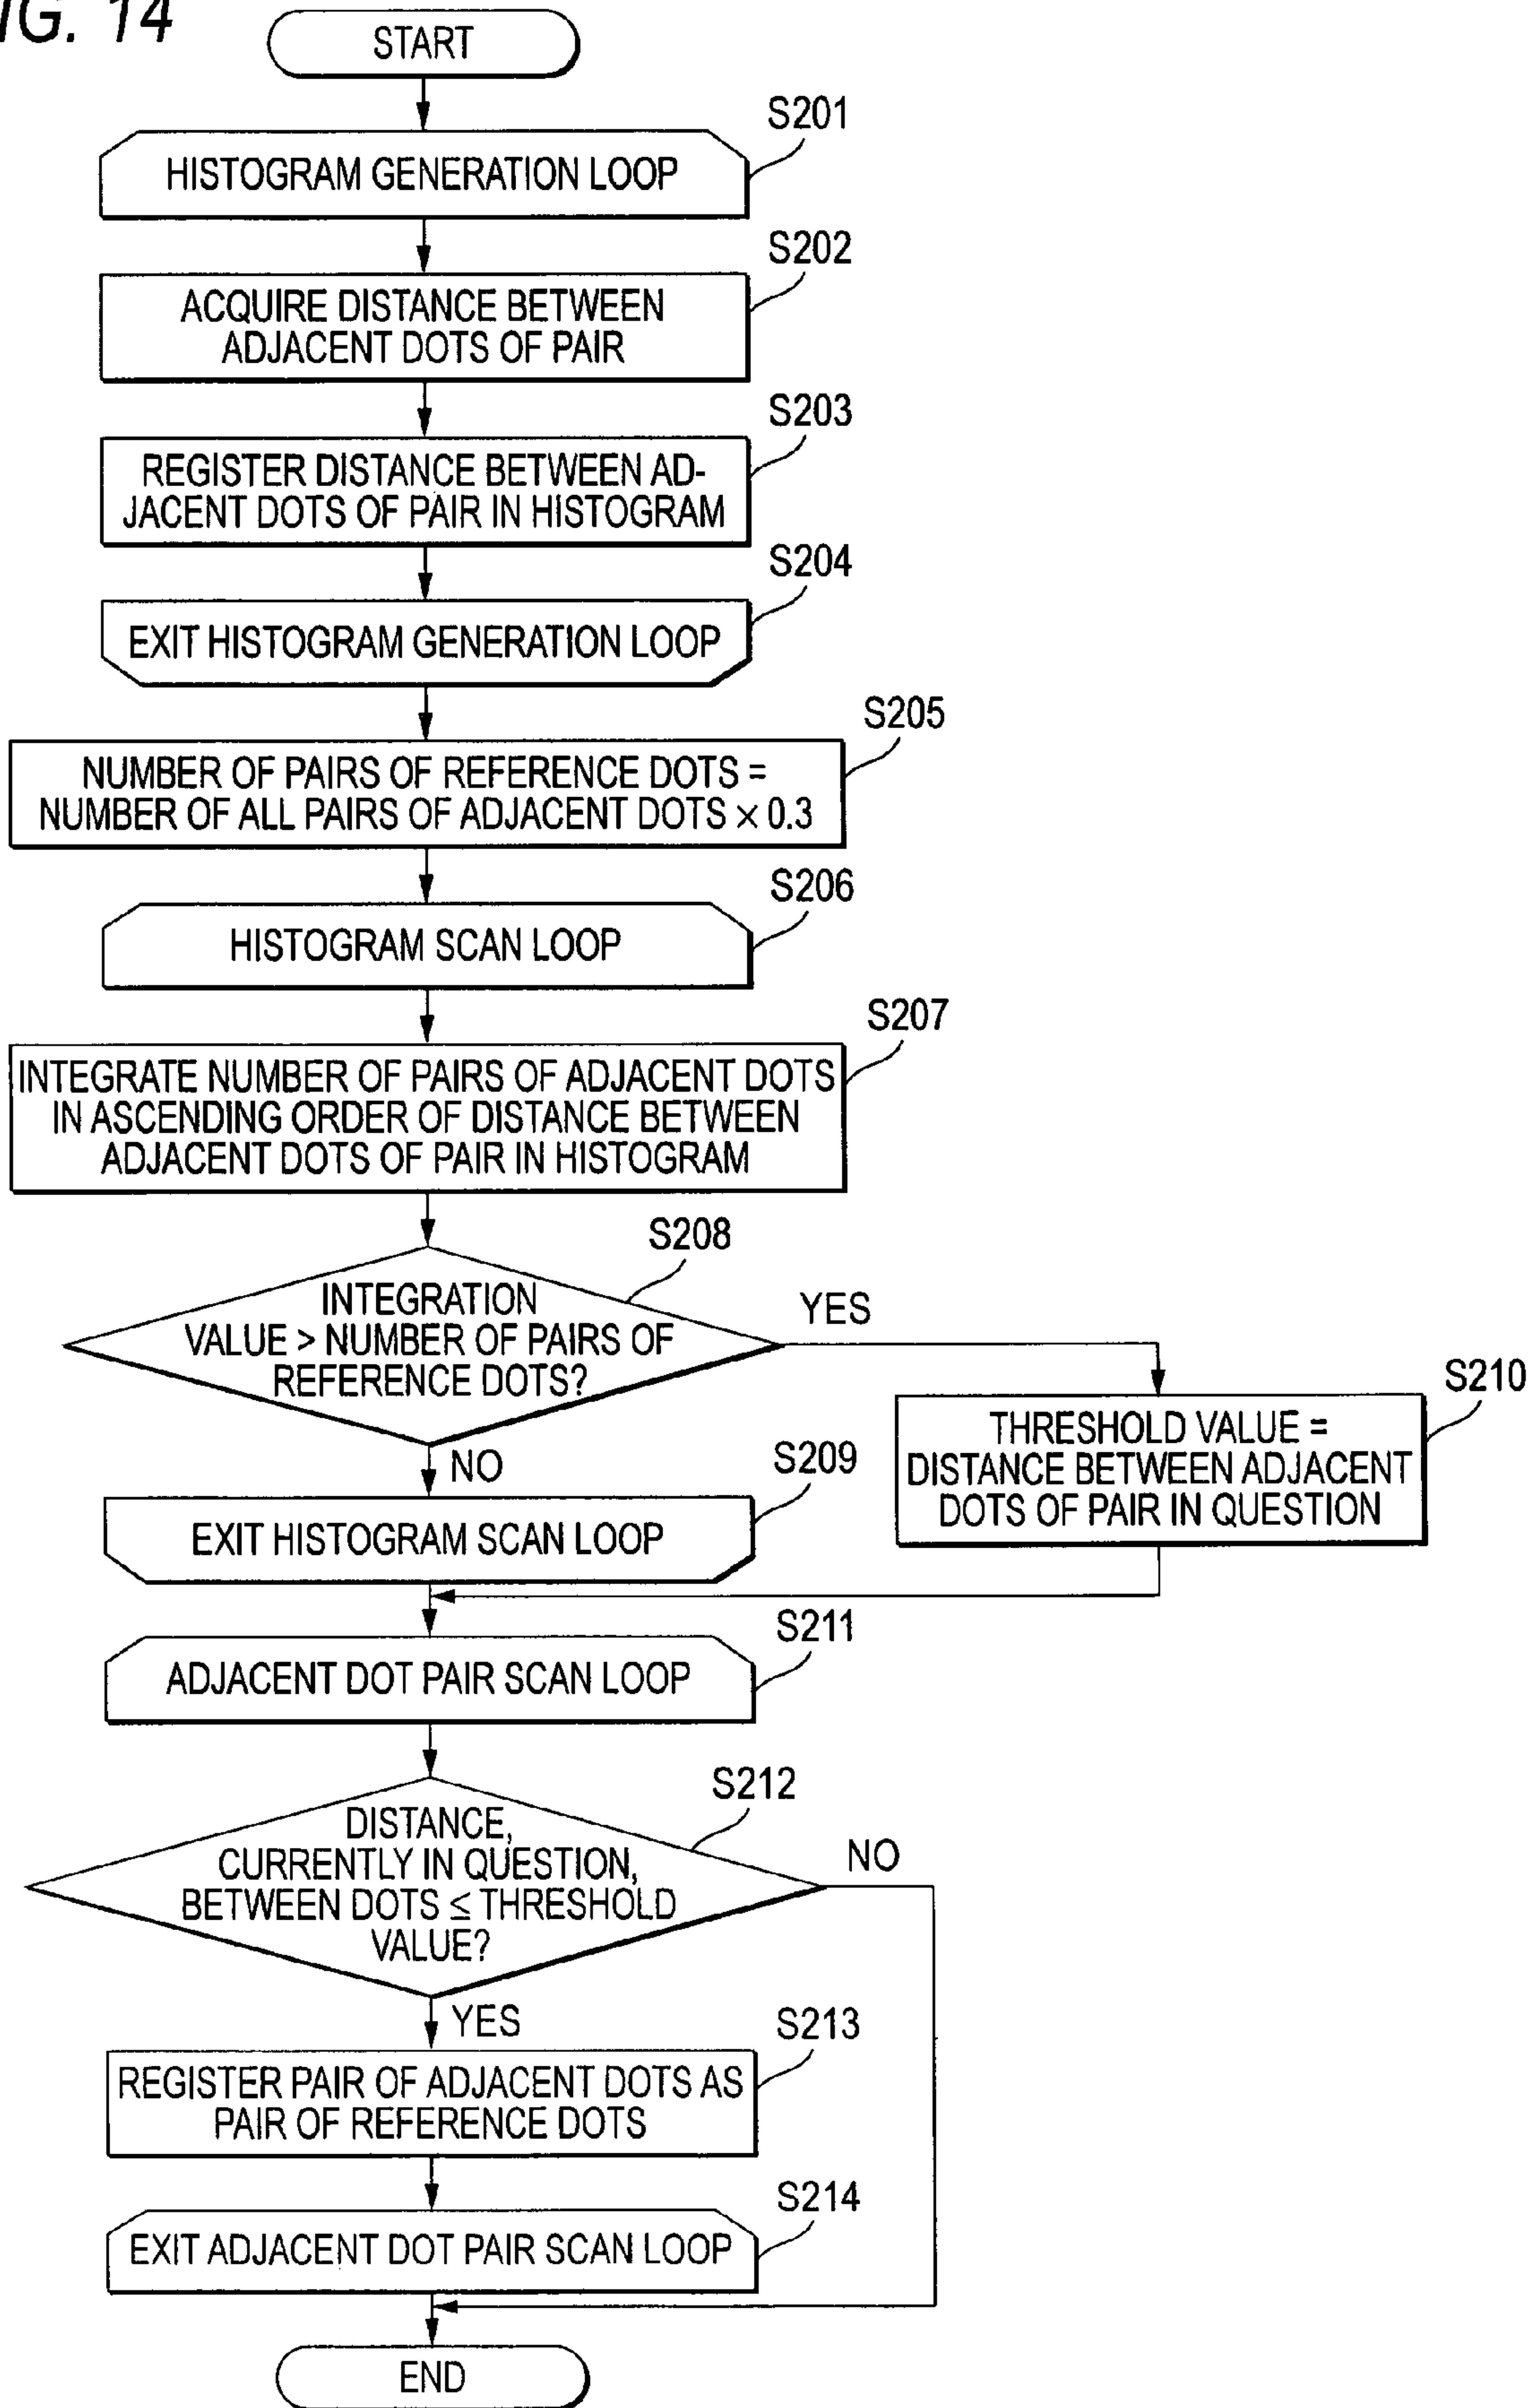 IG. 14
START
S201
HISTOGRAM GENERATION LOOP
S202
ACQUIRE DISTANCE BETWEEN
ADJACENT DOTS OF PAIR
S203
REGISTER DISTANCE BETWEEN AD-
JACENT DOTS OF PAIR IN HISTOGRAM
S204
EXIT HISTOGRAM GENERATION LOOP
S205
NUMBER OF PAIRS OF REFERENCE DOTS =
NUMBER OF ALL PAIRS OF ADJACENT DOTS × 0.3
S206
HISTOGRAM SCAN LOOP
S207
INTEGRATE NUMBER OF PAIRS OF ADJACENT DOTS
IN ASCENDING ORDER OF DISTANCE BETWEEN
ADJACENT DOTS OF PAIR IN HISTOGRAM
S208
INTEGRATION
VALUE > NUMBER OF PAIRS OF
REFERENCE DOTS?
YES
NO
S210
THRESHOLD VALUE =
DISTANCE BETWEEN ADJACENT
DOTS OF PAIR IN QUESTION
S209
EXIT HISTOGRAM SCAN LOOP
S211
ADJACENT DOT PAIR SCAN LOOP
S212
DISTANCE,
CURRENTLY IN QUESTION,
BETWEEN DOTS ≤ THRESHOLD
VALUE?
NO
YES
S213
REGISTER PAIR OF ADJACENT DOTS AS
PAIR OF REFERENCE DOTS
S214
EXIT ADJACENT DOT PAIR SCAN LOOP
END